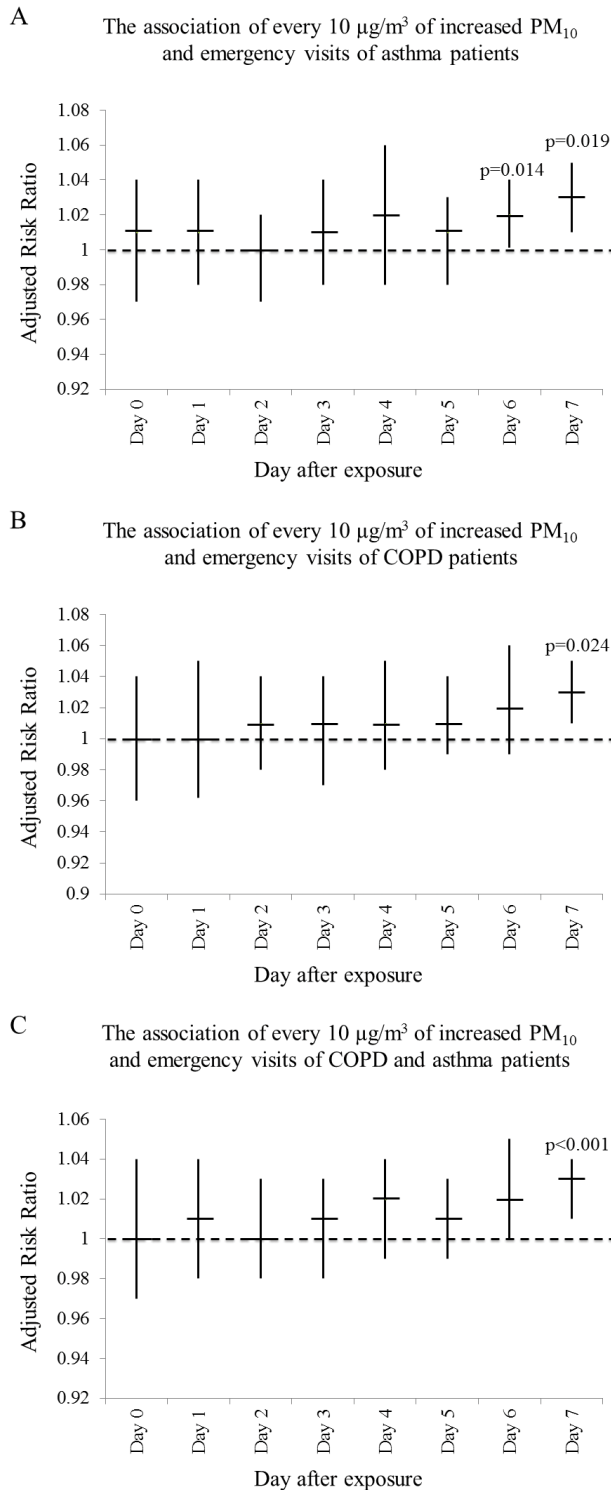 A
The association of every 10 µg/m³ of increased PM₁₀
and emergency visits of asthma patients
1.08
1.06
1.04
1.02
1
0.98
0.96
0.94
0.92
Adjusted Risk Ratio
p=0.014
p=0.019
Day 0
Day 1
Day 2
Day 3
Day 4
Day 5
Day 6
Day 7
Day after exposure
B
The association of every 10 µg/m³ of increased PM₁₀
and emergency visits of COPD patients
1.08
1.06
1.04
1.02
1
0.98
0.96
0.94
0.92
0.9
Adjusted Risk Ratio
p=0.024
Day 0
Day 1
Day 2
Day 3
Day 4
Day 5
Day 6
Day 7
Day after exposure
C
The association of every 10 µg/m³ of increased PM₁₀
and emergency visits of COPD and asthma patients
1.06
1.04
1.02
1
0.98
0.96
0.94
0.92
Adjusted Risk Ratio
p<0.001
Day 0
Day 1
Day 2
Day 3
Day 4
Day 5
Day 6
Day 7
Day after exposure